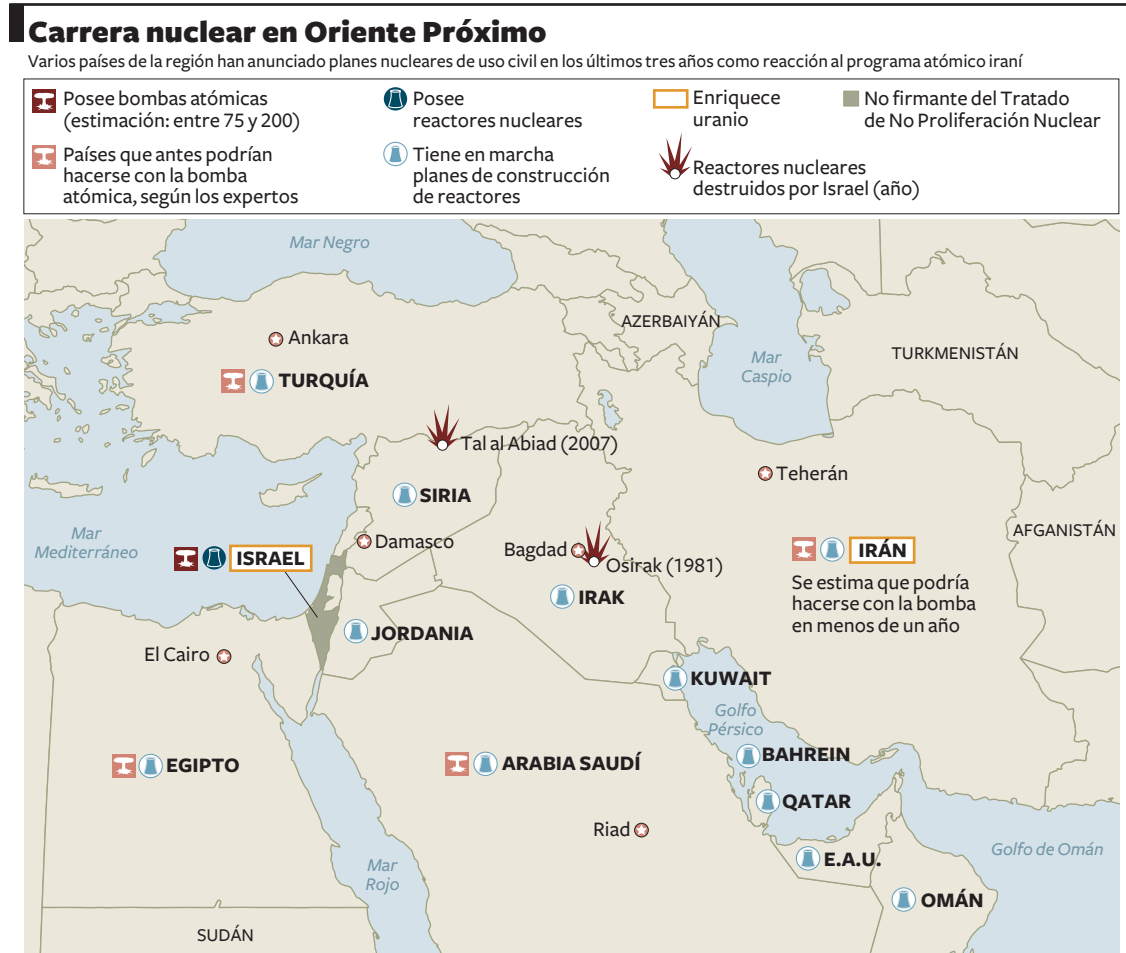 Carrera nuclear en Oriente Próximo
Varios países de la región han anunciado planes nucleares de uso civil en los últimos tres años como reacción al programa atómico iraní
Posee bombas atómicas
(estimación: entre 75 y 200)
Países que antes podrían
hacerse con la bomba
atómica, según los expertos
Posee
reactores nucleares
Tiene en marcha
planes de construcción
de reactores
Enriquece
uranio
Reactores nucleares
destruidos por Israel (año)
No firmante del Tratado
de No Proliferación Nuclear
Mar Negro
Ankara
TURQUÍA
AZERBAIYÁN
Mar
Caspio
TURKMENISTÁN
Tal al Abiad (2007)
Teherán
SIRIA
Mar
Mediterráneo
Damasco
ISRAEL
Bagdad
Osirak (1981)
IRAK
AFGANISTÁN
IRÁN
Se estima que podría
hacerse con la bomba
en menos de un año
JORDANIA
El Cairo
KUWAIT
Golfo
Pérsico
EGIPTO
ARABIA SAUDÍ
BAHREIN
QATAR
Riad
E.A.U.
Golfo de Omán
Mar
Rojo
OMÁN
SUDÁN